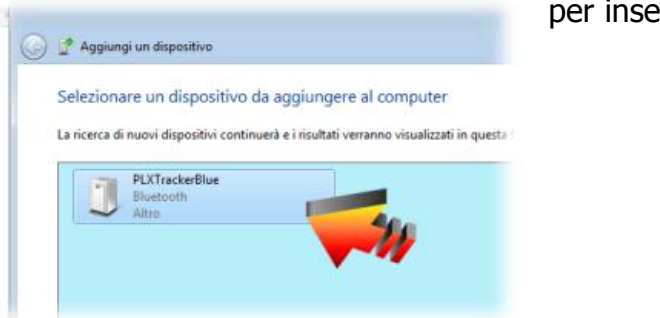 per inse
Aggiungi un dispositivo
Selezionare un dispositivo da aggiungere al computer
La ricerca di nuovi dispositivi continuerà e i risultati verranno visualizzati in questa
PLXTrackerBlue
Bluetooth
Altro